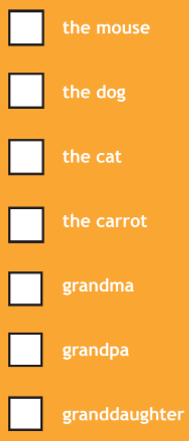 the mouse
the dog
the cat
the carrot
grandma
grandpa
granddaughter